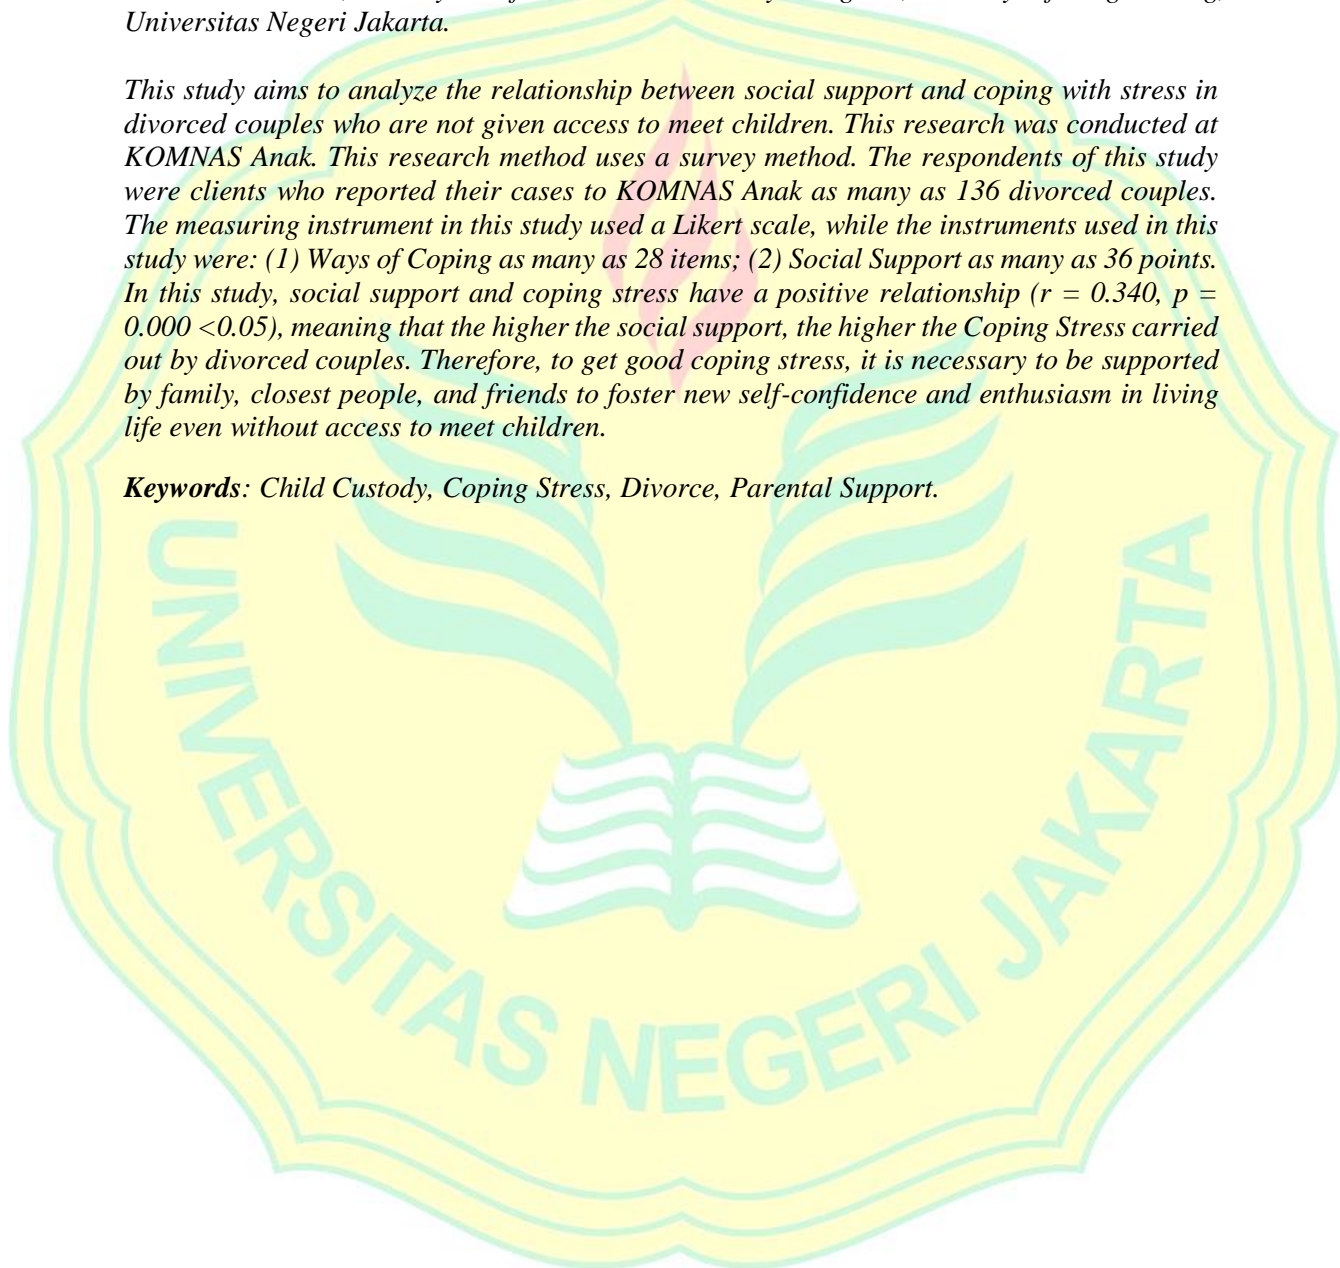 Universitas Negeri Jakarta.
This study aims to analyze the relationship between social support and coping with stress in
divorced couples who are not given access to meet children. This research was conducted at
KOMNAS Anak. This research method uses a survey method. The respondents of this study
were clients who reported their cases to KOMNAS Anak as many as 136 divorced couples.
The measuring instrument in this study used a Likert scale, while the instruments used in this
study were: (1) Ways of Coping as many as 28 items; (2) Social Support as many as 36 points.
In this study, social support and coping stress have a positive relationship (r = 0.340, p =
0.000 <0.05), meaning that the higher the social support, the higher the Coping Stress carried
out by divorced couples. Therefore, to get good coping stress, it is necessary to be supported
by family, closest people, and friends to foster new self-confidence and enthusiasm in living
life even without access to meet children.
Keywords: Child Custody, Coping Stress, Divorce, Parental Support.
UNIVERSITAS NEGERI JAKARTA